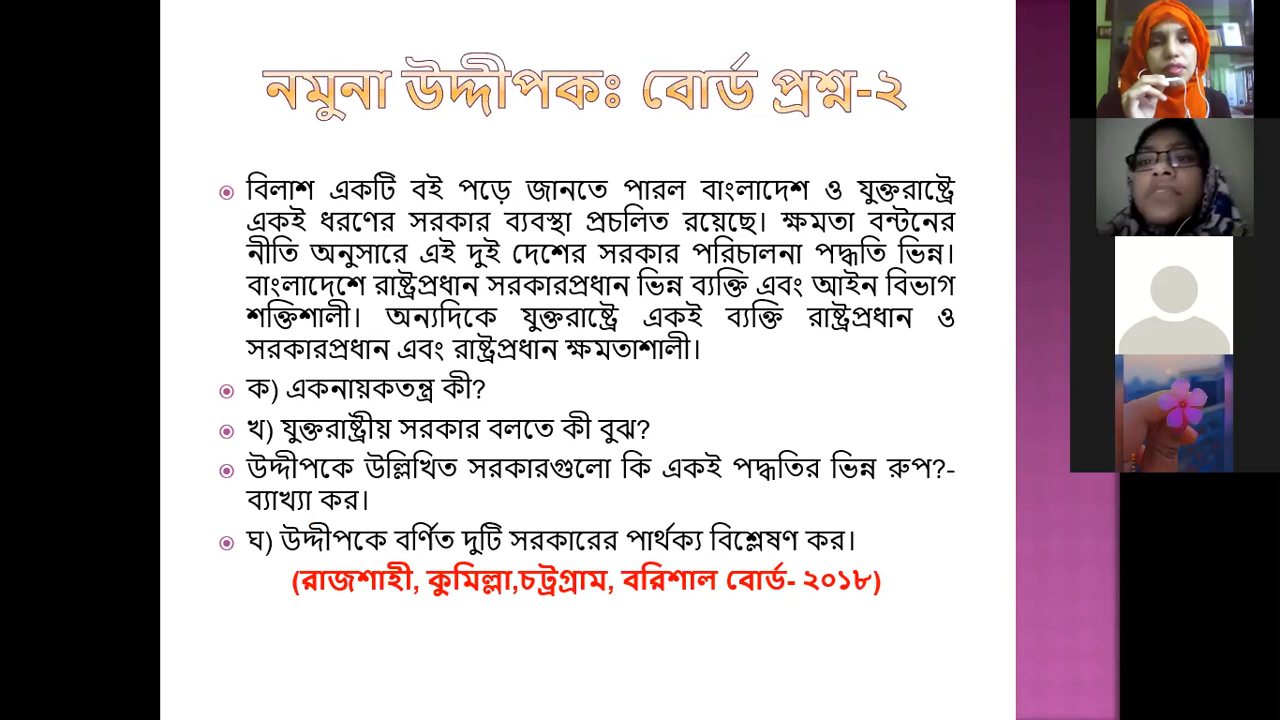 নমুনা উদ্দীপকঃ বোর্ড প্রশ্ন-২
বিলাশ একটি বই পড়ে জানতে পারল বাংলাদেশ ও যুক্তরাষ্ট্রে
একই ধরণের সরকার ব্যবস্থা প্রচলিত রয়েছে। ক্ষমতা বন্টনের
নীতি অনুসারে এই দুই দেশের সরকার পরিচালনা পদ্ধতি ভিন্ন।
বাংলাদেশে রাষ্ট্রপ্রধান সরকারপ্রধান ভিন্ন ব্যক্তি এবং আইন বিভাগ
শক্তিশালী। অন্যদিকে যুক্তরাষ্ট্রে একই ব্যক্তি রাষ্ট্রপ্রধান ও
সরকারপ্রধান এবং রাষ্ট্রপ্রধান ক্ষমতাশালী।
ক) একনায়কতন্ত্র কী?
খ) যুক্তরাষ্ট্রীয় সরকার বলতে কী বুঝ?
উদ্দীপকে উল্লিখিত সরকারগুলো কি একই পদ্ধতির ভিন্ন রুপ?-
ব্যাখ্যা কর।
ঘ) উদ্দীপকে বর্ণিত দুটি সরকারের পার্থক্য বিশ্লেষণ কর।
(রাজশাহী, কুমিল্লা,চট্রগ্রাম, বরিশাল বোর্ড- ২০১৮)